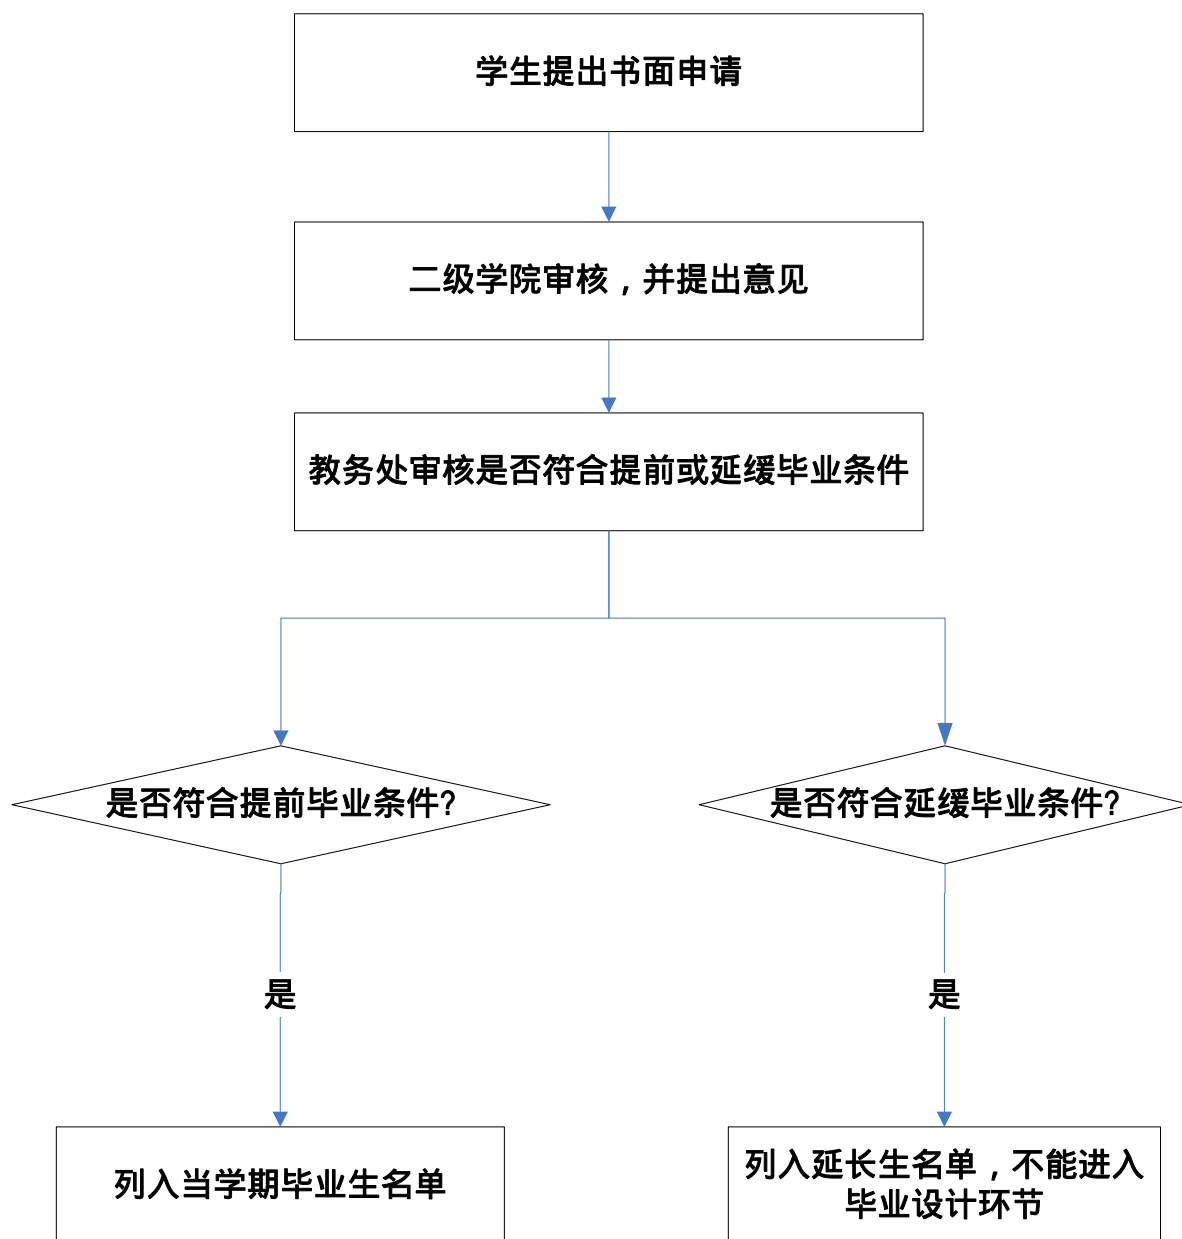 学生提出书面申请
二级学院审核，并提出意见
教务处审核是否符合提前或延缓毕业条件
是否符合提前毕业条件?
是否符合延缓毕业条件?
是
是
列入当学期毕业生名单
列入延长生名单，不能进入
毕业设计环节